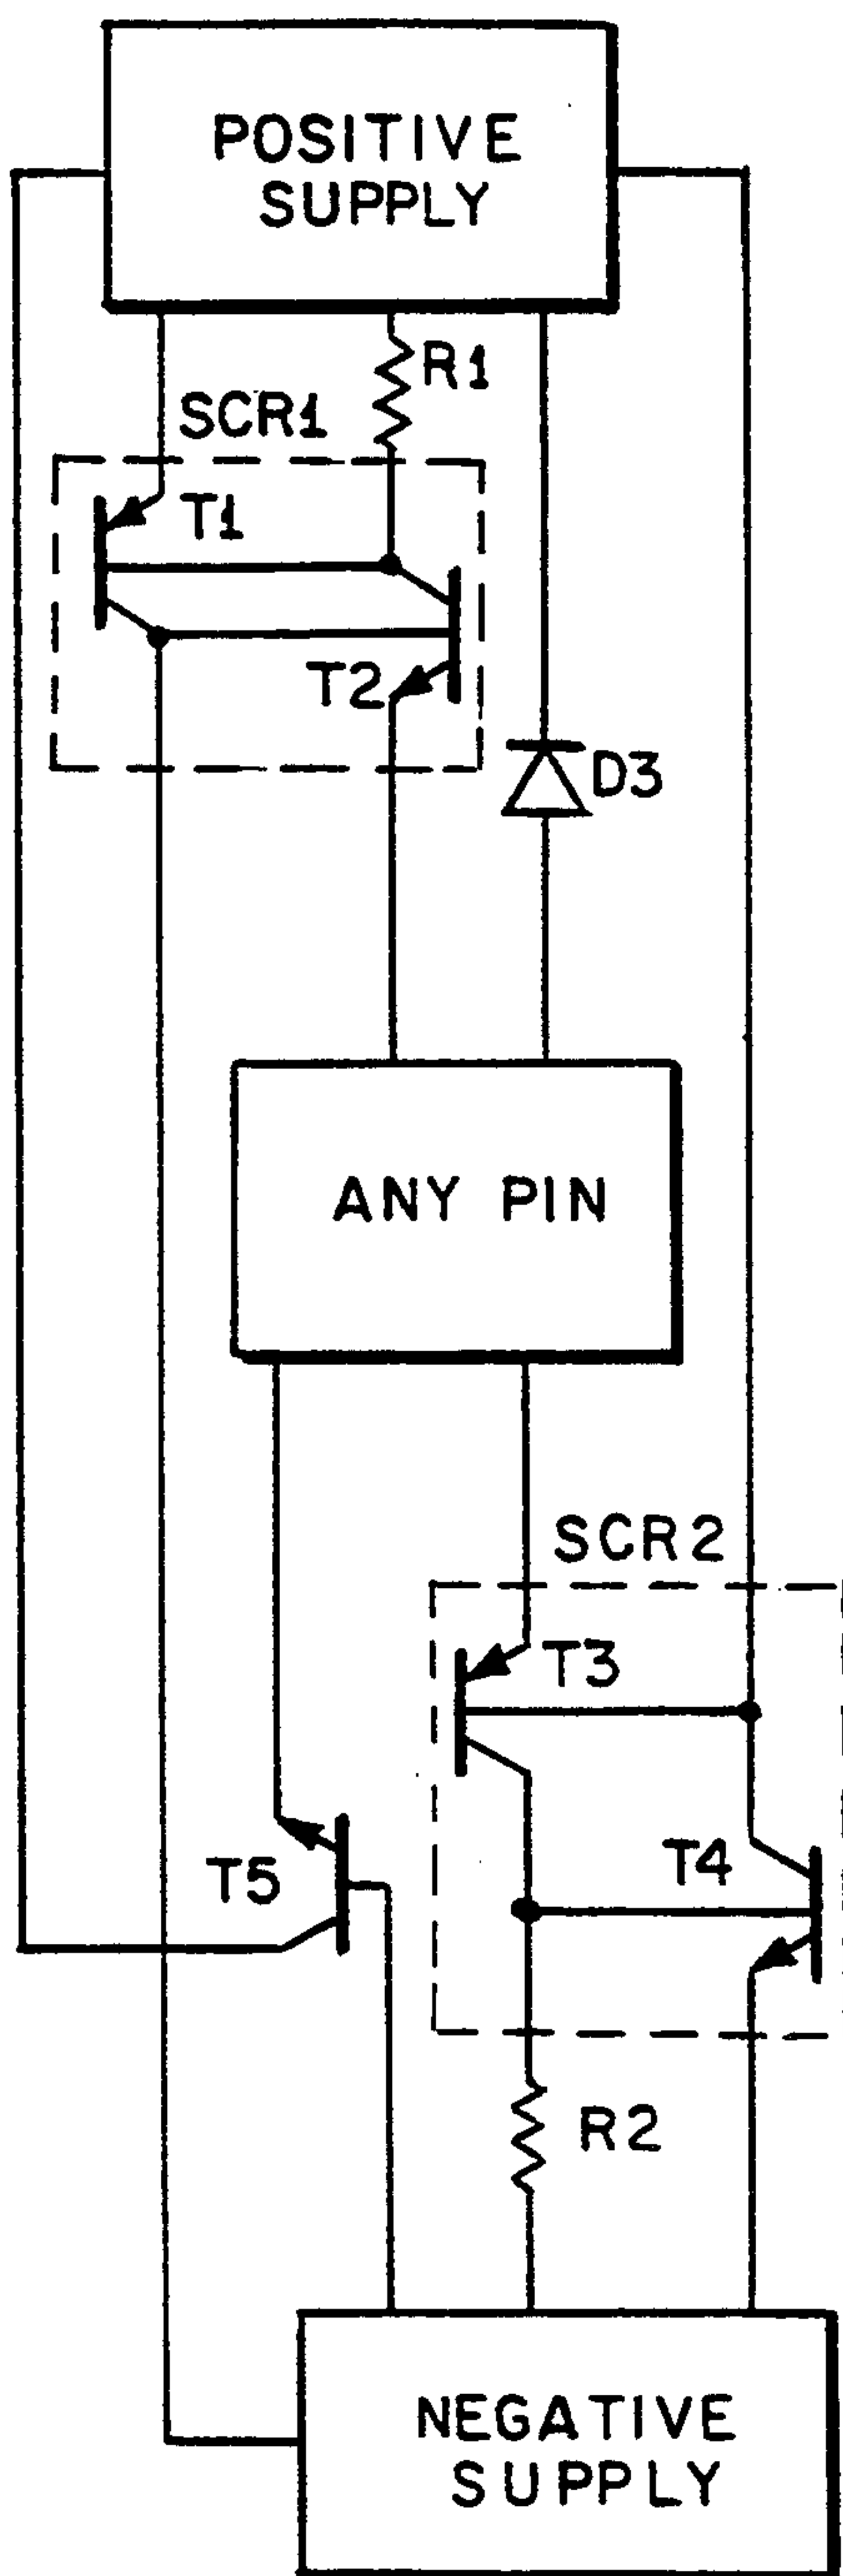 POSITIVE
SUPPLY
R1
SCR1
T1
T2
D3
ANY PIN
SCR2
T3
T4
T5
R2
NEGATIVE
SUPPLY